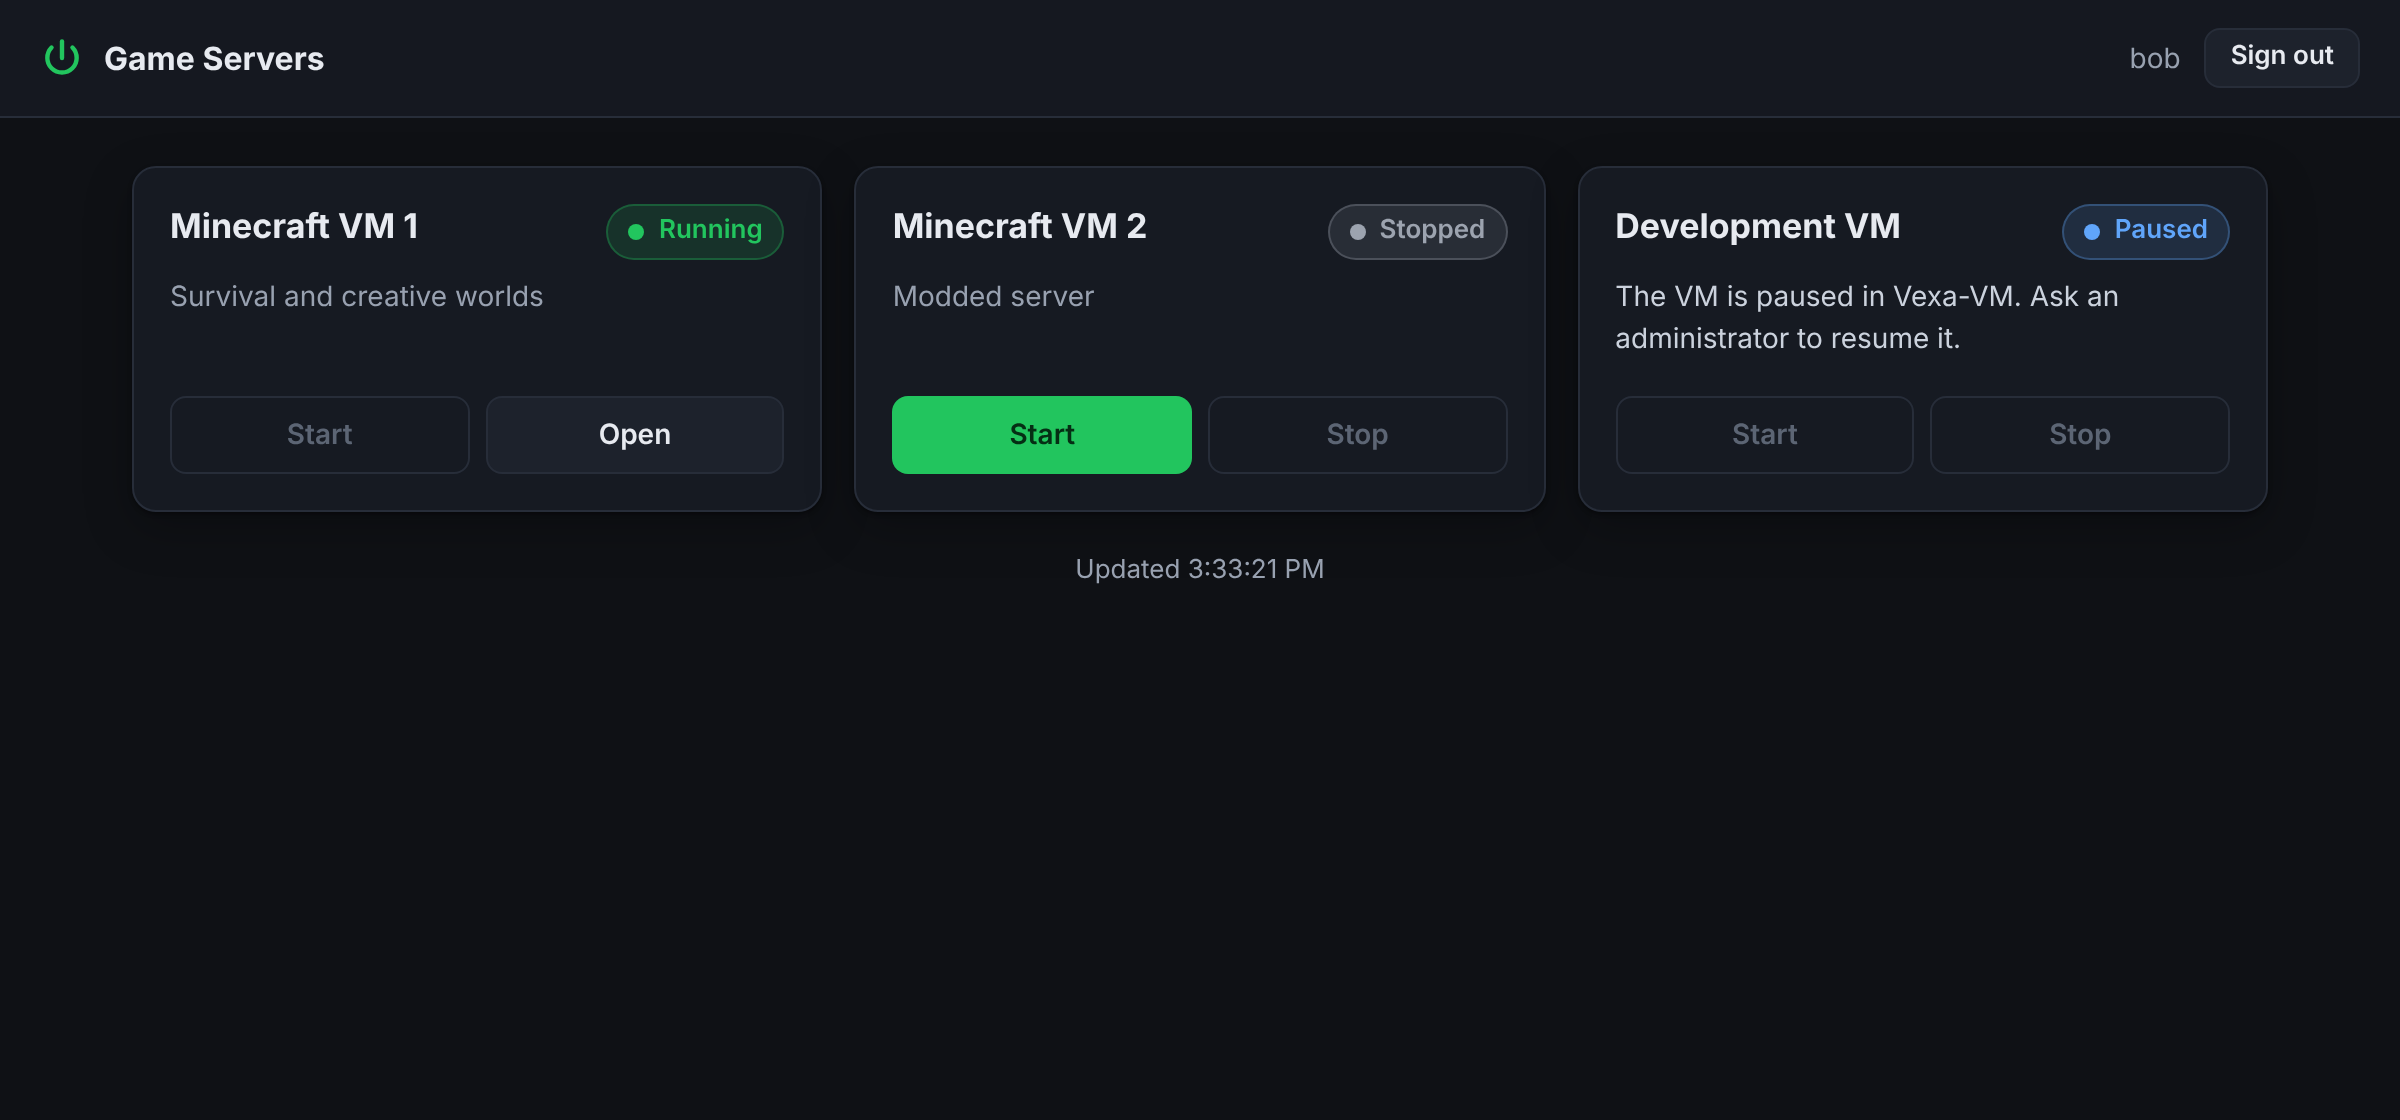 Game Servers
bob
Sign out
Minecraft VM 1
Running
Survival and creative worlds
Start
Open
Minecraft VM 2
Stopped
Modded server
Start
Stop
Development VM
Paused
The VM is paused in Vexa-VM. Ask an
administrator to resume it.
Start
Stop
Updated 3:33:21 PM